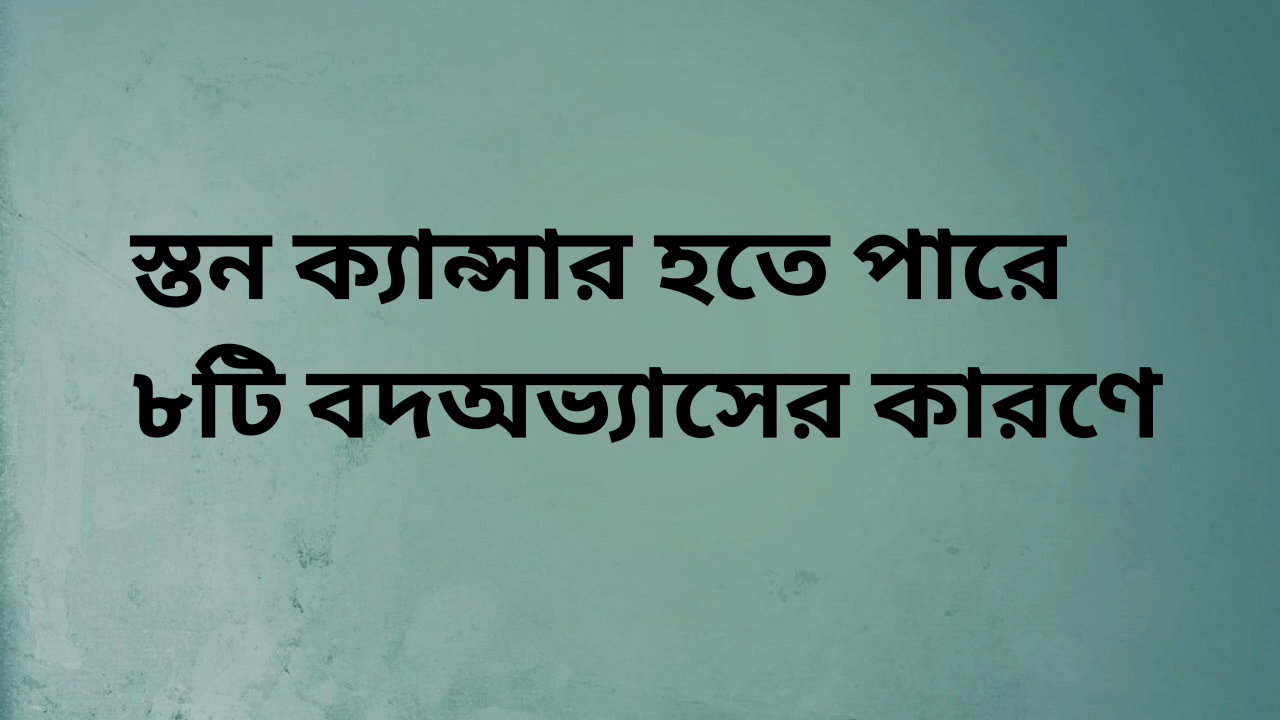 স্তন ক্যান্সার হতে পারে
৮টি বদঅভ্যাসের কারণে